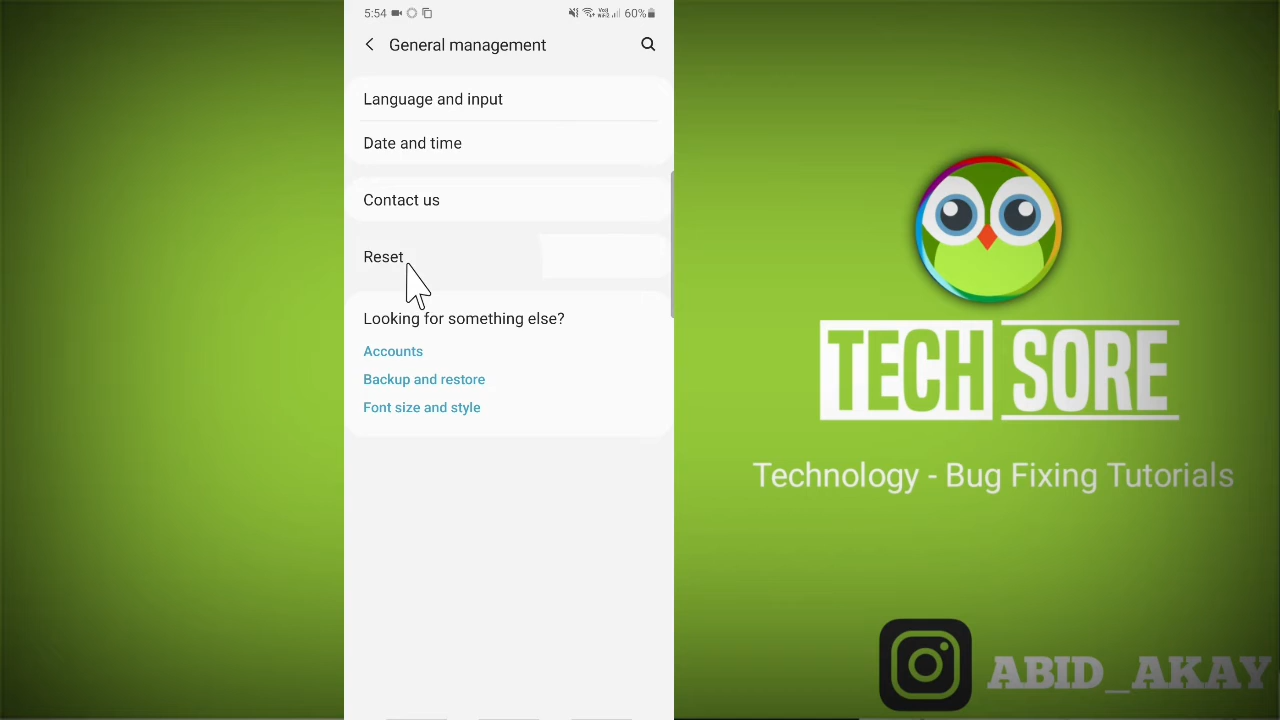 5:54
60%
General management
Language and input
Date and time
Contact us
Reset
Looking for something else?
Accounts
Backup and restore
Font size and style
TECH SORE
Technology - Bug Fixing Tutorials
ABID_AKAY